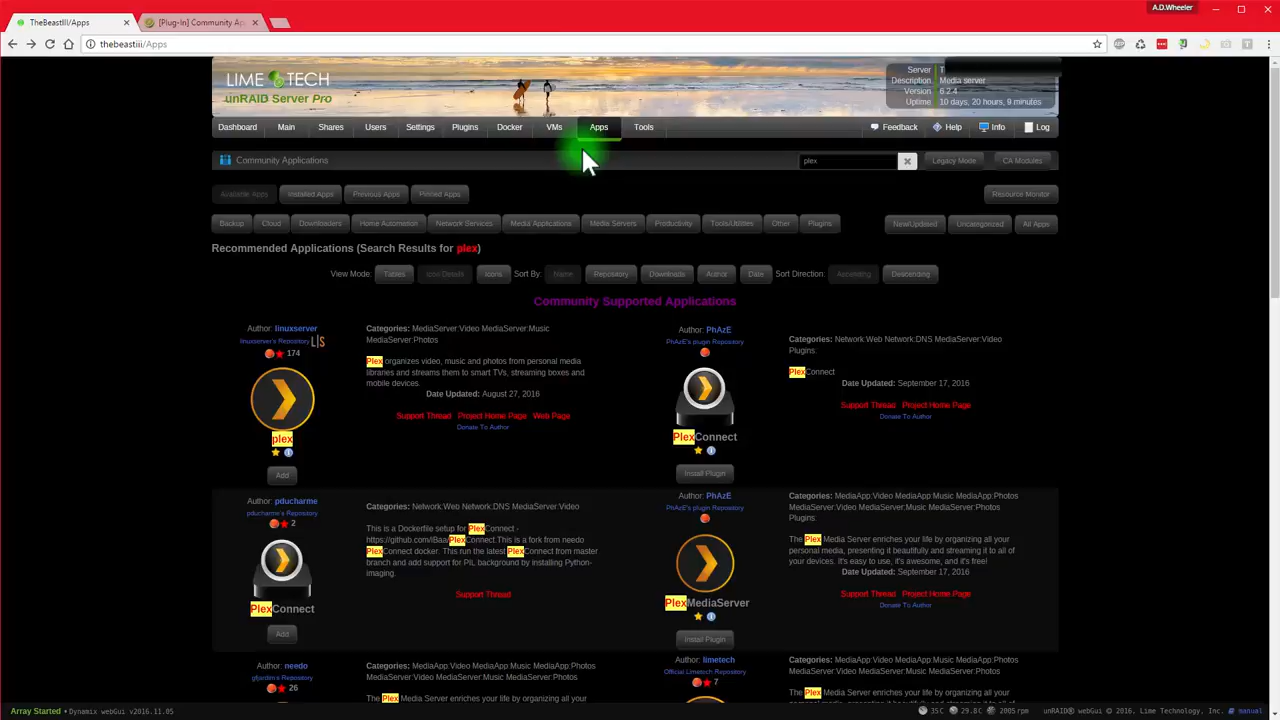 A.D.Wheeler
TheBeastIII/Apps
[Plug-In] Community Ap
thebeastiii/Apps
LIME TECH
unRAID Server Pro
Server
Description Media server
Version 6.2.4
Uptime 10 days, 20 hours, 9 minutes
Dashboard Main Shares Users Settings Plugins Docker VMs Apps Tools Feedback Help Info Log
Community Applications plex Legacy Mode CA Modules
Available Apps Installed Apps Previous Apps Pinned Apps Resource Monitor
Backup Cloud Downloaders Home Automation Network Services Media Applications Media Servers Productivity Tools/Utilities Other Plugins New/Updated Uncategorized All Apps
Recommended Applications (Search Results for plex)
View Mode: Tables Icon Details Icons Sort By: Name Repository Downloads Author Date Sort Direction: Ascending Descending
Community Supported Applications
Author: linuxserver
linuxserver's Repository
174
plex
Add
Categories: MediaServer:Video MediaServer:Music
MediaServer:Photos
Plex organizes video, music and photos from personal media
libraries and streams them to smart TVs, streaming boxes and
mobile devices.
Date Updated: August 27, 2016
Support Thread Project Home Page Web Page
Donate To Author
Author: PhAzE
PhAzE's plugin Repository
PlexConnect
Install Plugin
Categories: Network:Web Network:DNS MediaServer:Video
Plugins:
PlexConnect
Date Updated: September 17, 2016
Support Thread Project Home Page
Donate To Author
Author: pducharme
pducharme's Repository
2
PlexConnect
Add
Categories: Network:Web Network:DNS MediaServer:Video
This is a Dockerfile setup for PlexConnect -
https://github.com/iBaa/PlexConnect.This is a fork from needo
PlexConnect docker. This run the latest PlexConnect from master
branch and add support for PIL background by installing Python-
imaging.
Support Thread
Author: PhAzE
PhAzE's plugin Repository
PlexMediaServer
Install Plugin
Categories: MediaApp:Video MediaApp:Music MediaApp:Photos
MediaServer:Video MediaServer:Music MediaServer:Photos
Plugins:
The Plex Media Server enriches your life by organizing all your
personal media, presenting it beautifully and streaming it to all of
your devices. It's easy to use, it's awesome, and it's free!
Date Updated: September 17, 2016
Support Thread Project Home Page
Donate To Author
Author: needo
gfjardim's Repository
26
Categories: MediaApp:Video MediaApp:Music MediaApp:Photos
MediaServer:Video MediaServer:Music MediaServer:Photos
The Plex Media Server enriches your life by organizing all your
Author: limetech
Official Limetech Repository
7
Categories: MediaApp:Video MediaApp:Music MediaApp:Photos
MediaServer:Video MediaServer:Music MediaServer:Photos
The Plex Media Server enriches your life by organizing all your
Array Started • Dynamix webGui v2016.11.05 35C 29.8C 2005 rpm unRAID® webGui © 2016, Lime Technology, Inc. # manual